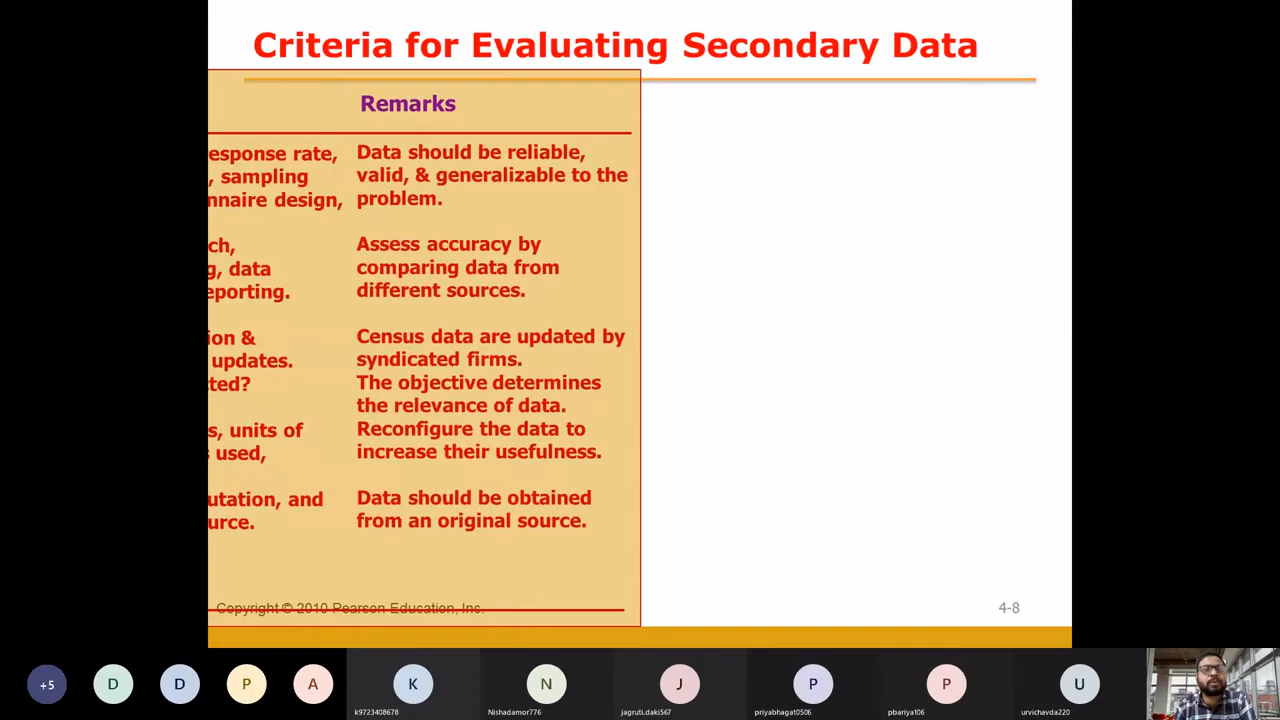 Criteria for Evaluating Secondary Data
Remarks
esponse rate,
, sampling
nnaire design,
Data should be reliable,
valid, & generalizable to the
problem.
ch,
g, data
eporting.
Assess accuracy by
comparing data from
different sources.
ion &
updates.
ted?
Census data are updated by
syndicated firms.
The objective determines
the relevance of data.
s, units of
used,
Reconfigure the data to
increase their usefulness.
utation, and
urce.
Data should be obtained
from an original source.
Copyright © 2010 Pearson Education, Inc.
4-8
+5
D
D
P
A
K
k9723408678
N
Nishadamor776
J
jagruti.daki567
P
priyabhagat0506
P
pbariya106
U
urvichavda220